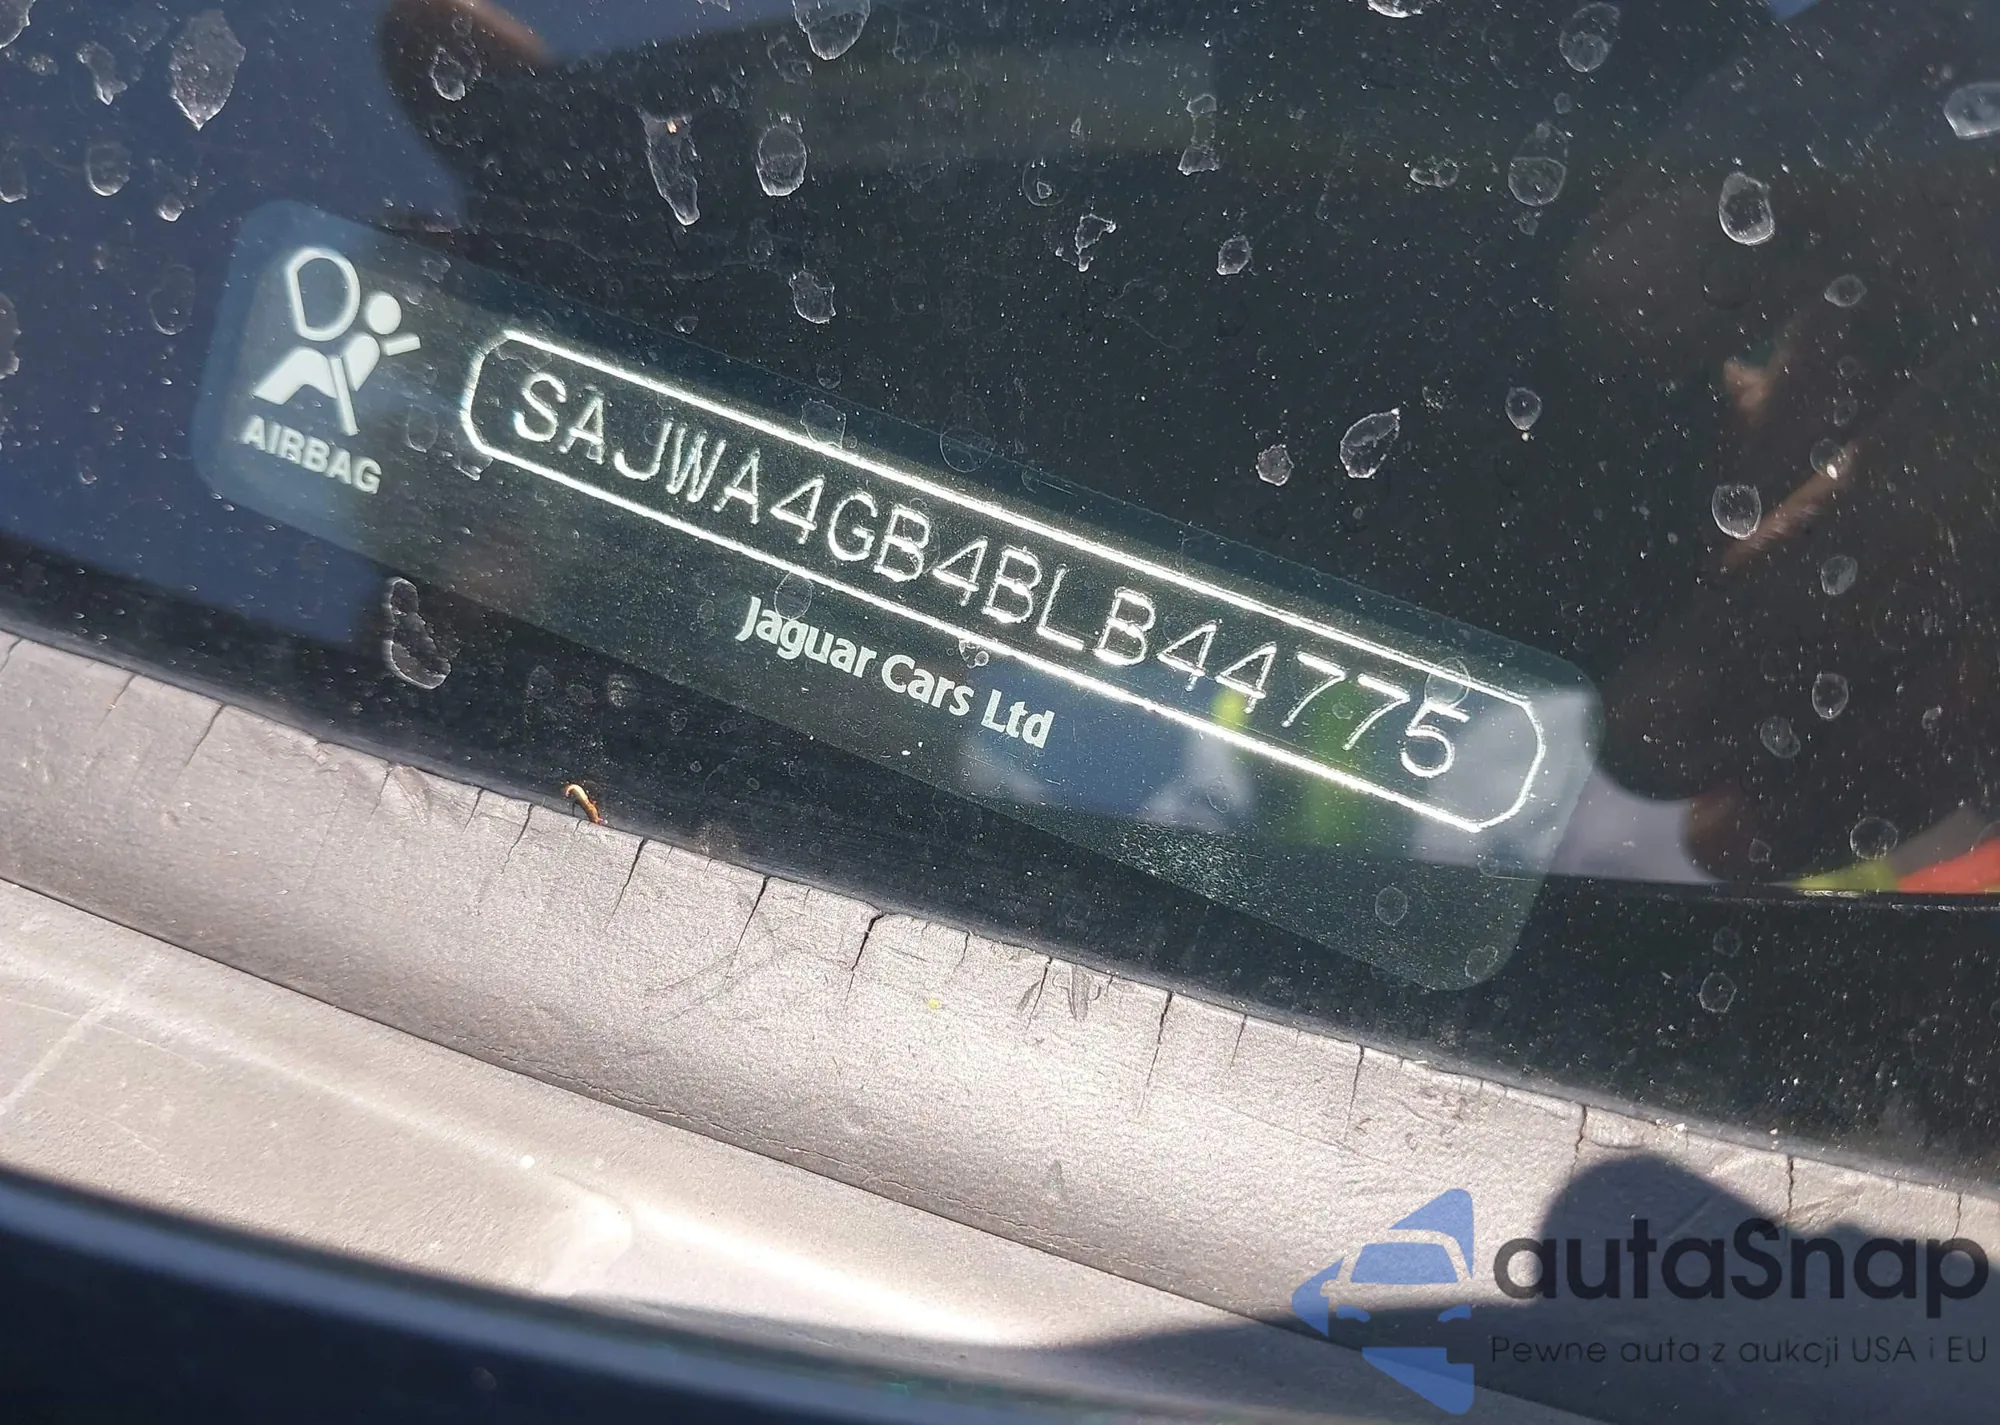 AIRBAG
SAJWA4GB4BLB44775
Jaguar Cars Ltd
autaSnap
Pewne auta z aukcji USA i EU